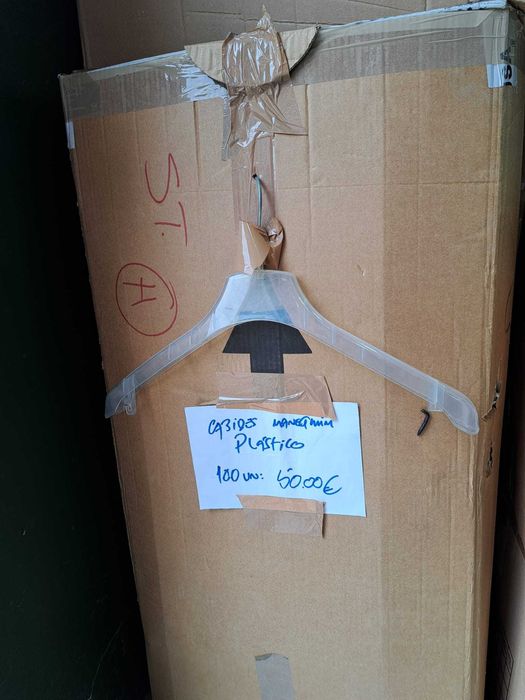 ST.
H
CABIDES MANEQUIM
PLASTICO
100 UN: 50.00€